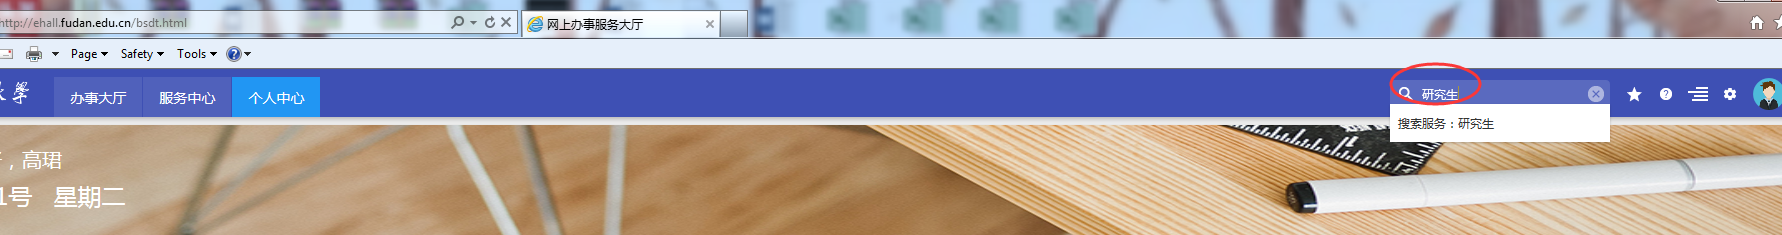 http://ehall.fudan.edu.cn/bsdt.html
网上办事服务大厅
Page
Safety
Tools
办事大厅
服务中心
个人中心
研究生
搜索服务：研究生
，高珺
1号 星期二